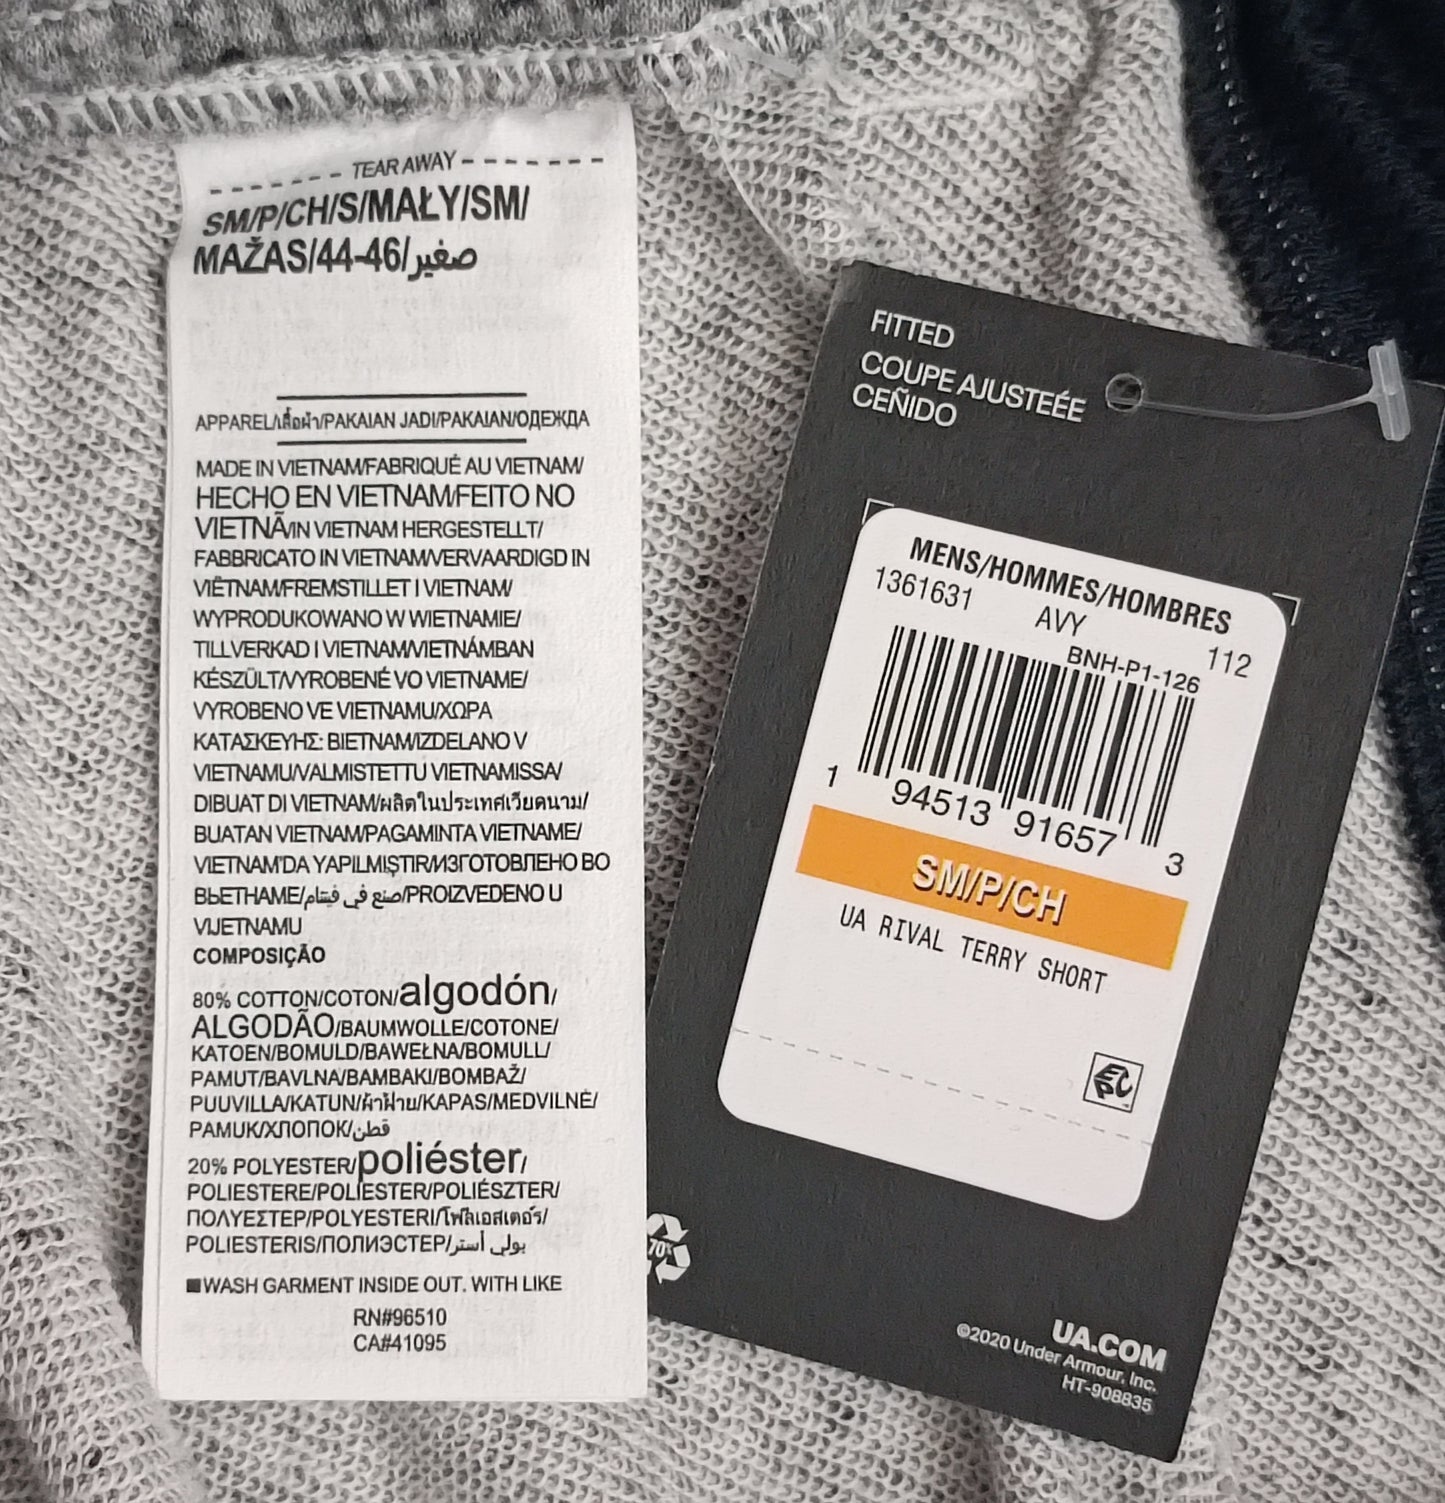 TEAR AWAY
SM/P/CH/S/MAŁY/SM/
MAŽAS/44-46/صغير
APPAREL/เสื้อผ้า/PAKAIAN JADI/PAKAIAN/ОДЕЖДА
MADE IN VIETNAM/FABRIQUÉ AU VIETNAM/
HECHO EN VIETNAM/FEITO NO
VIETNÃ/IN VIETNAM HERGESTELLT/
FABBRICATO IN VIETNAM/VERVAARDIGD IN
VIËTNAM/FREMSTILLET I VIETNAM/
WYPRODUKOWANO W WIETNAMIE/
TILLVERKAD I VIETNAM/VIETNÁMBAN
KÉSZÜLT/VYROBENÉ VO VIETNAME/
VYROBENO VE VIETNAMU/ΧΩΡΑ
ΚΑΤΑΣΚΕΥΗΣ: ΒΙΕΤΝΑΜ/IZDELANO V
VIETNAMU/VALMISTETTU VIETNAMISSA/
DIBUAT DI VIETNAM/ผลิตในประเทศเวียดนาม/
BUATAN VIETNAM/PAGAMINTA VIETNAME/
VIETNAM'DA YAPILMIŞTIR/ИЗГОТОВЛЕНО ВО
ВЬЕТНАМЕ/صنع في فيتنام/PROIZVEDENO U
VIJETNAMU
COMPOSIÇÃO
80% COTTON/COTON/algodón/
ALGODÃO/BAUMWOLLE/COTONE/
KATOEN/BOMULD/BAWEŁNA/BOMULL/
PAMUT/BAVLNA/BAMBAKI/BOMBAŽ/
PUUVILLA/KATUN/ผ้าฝ้าย/KAPAS/MEDVILNĖ/
PAMUK/ХЛОПОК/قطن
20% POLYESTER/poliéster/
POLIESTERE/POLIESTER/POLIÉSZTER/
ΠΟΛΥΕΣΤΕΡ/POLYESTERI/โพลีเอสเตอร์/
POLIESTERIS/ПОЛИЭСТЕР/بولي أستر
■WASH GARMENT INSIDE OUT. WITH LIKE
RN#96510
CA#41095
FITTED
COUPE AJUSTEÉE
CEÑIDO
MENS/HOMMES/HOMBRES
1361631 AVY 112
BNH-P1-126
1 94513 91657 3
SM/P/CH
UA RIVAL TERRY SHORT
EPC
70%
UA.COM
©2020 Under Armour, Inc.
HT-908835